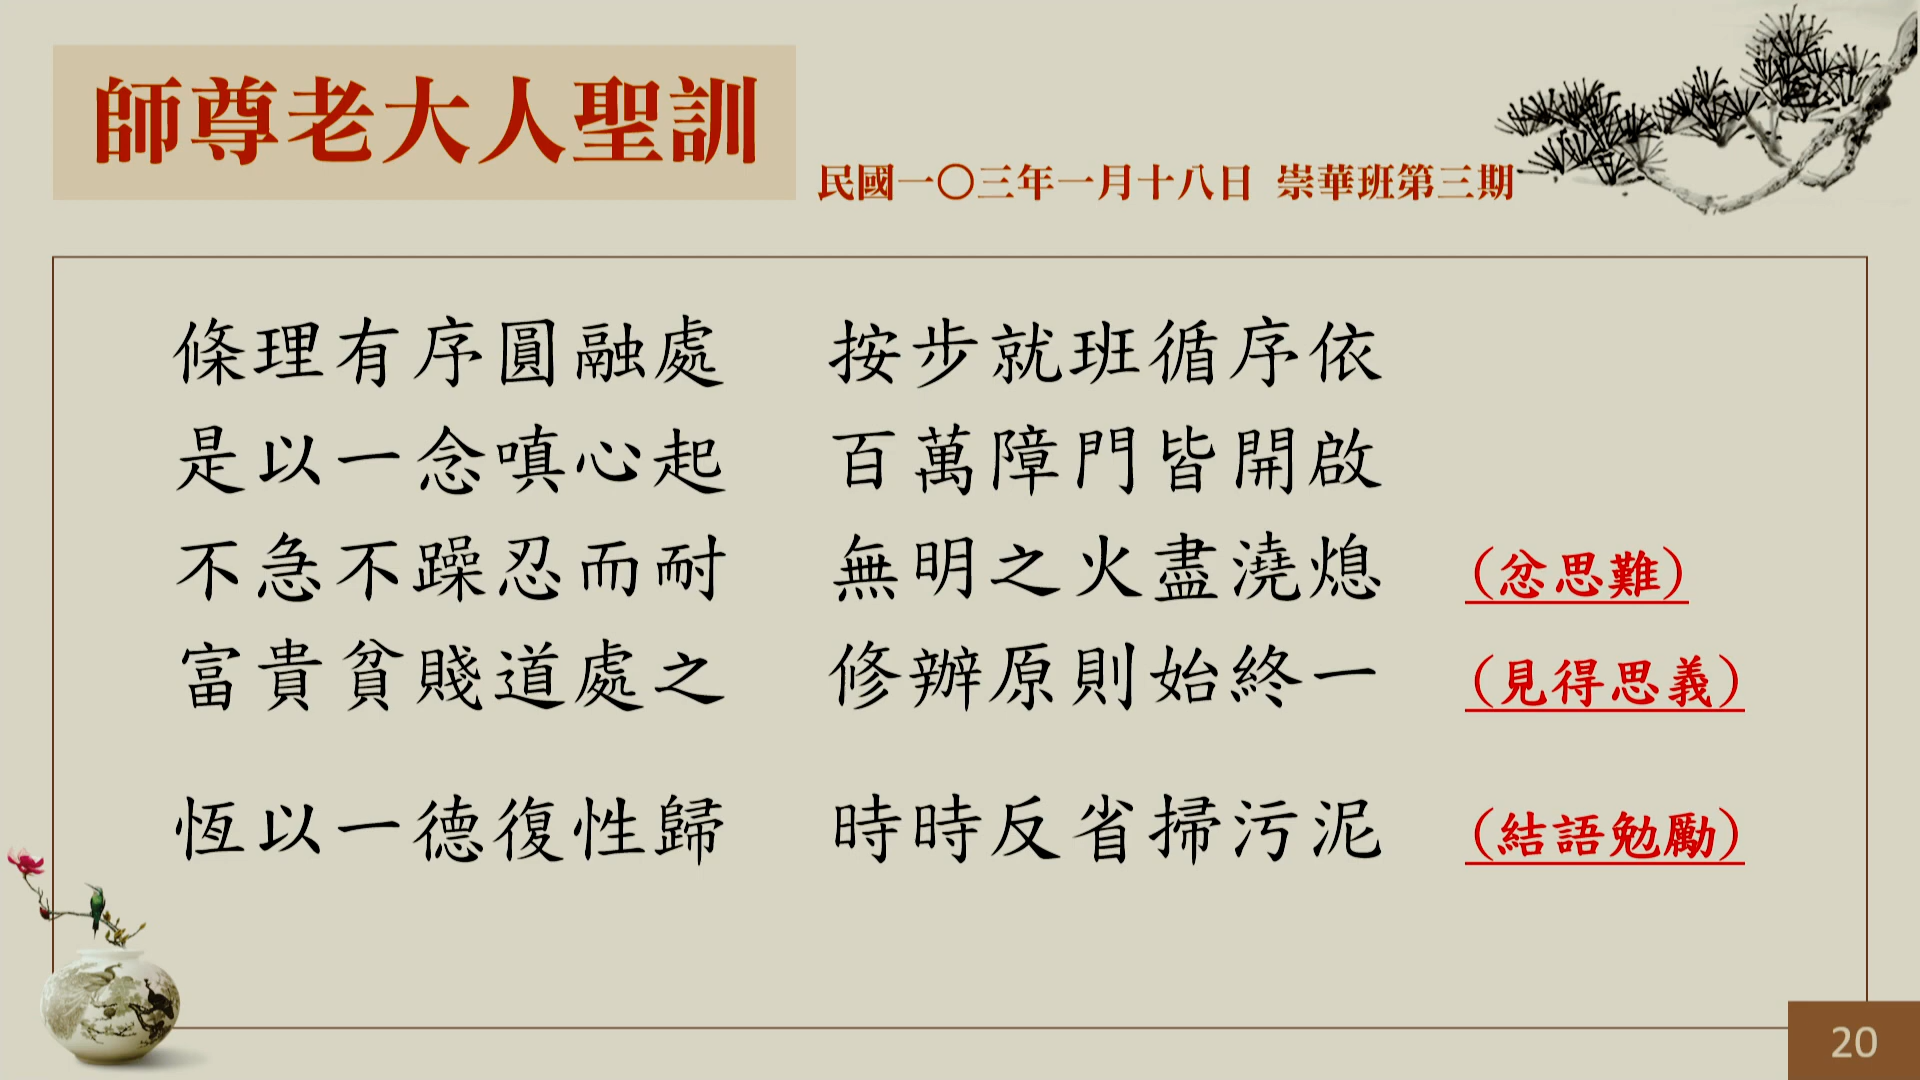 師尊老大人聖訓
民國一〇三年一月十八日 崇華班第三期
條理有序圓融處 按步就班循序依
是以一念嗔心起 百萬障門皆開啟
不急不躁忍而耐 無明之火盡澆熄 (忿思難)
富貴貧賤道處之 修辦原則始終一 (見得思義)
恆以一德復性歸 時時反省掃污泥 (結語勉勵)
20